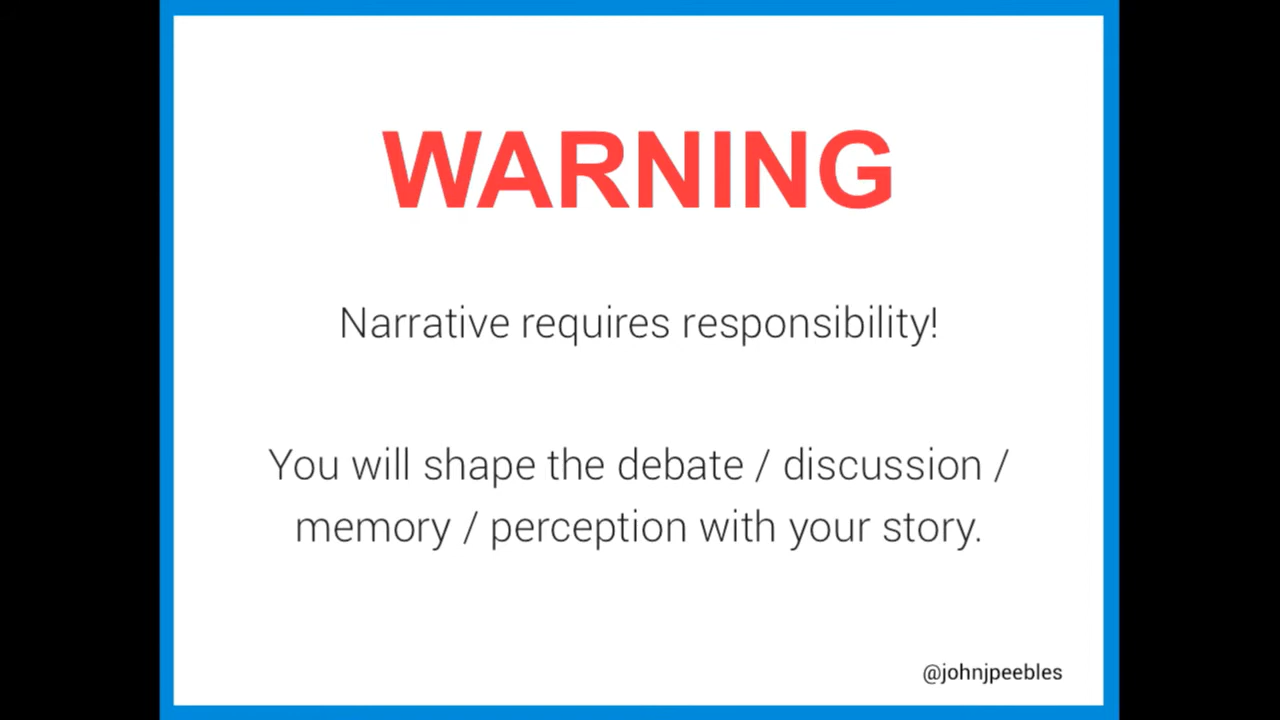 WARNING
Narrative requires responsibility!
You will shape the debate / discussion /
memory / perception with your story.
@johnjpeebles